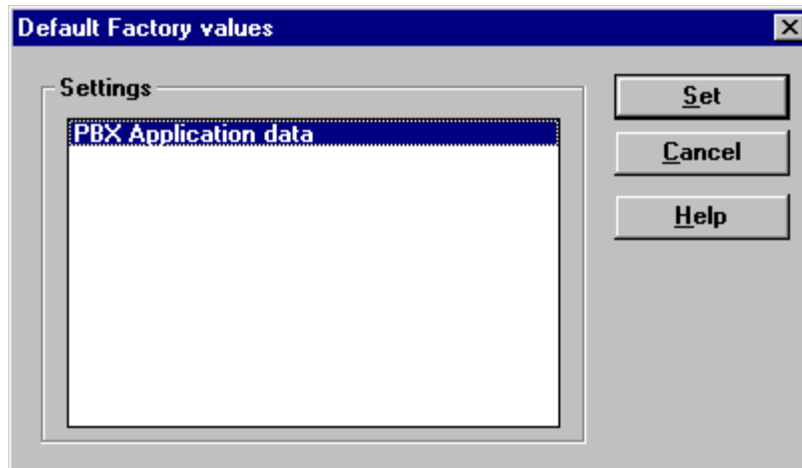 Default Factory values
Settings
PBX Application data
Set
Cancel
Help